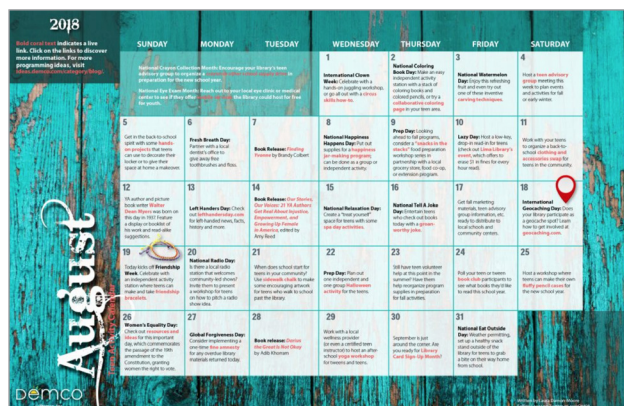 2018
Bold coral text indicates a live
link. Click on the links to discover
more information. For more
programming ideas, visit
ideas.demco.com/category/blog/.
SUNDAY MONDAY TUESDAY WEDNESDAY THURSDAY FRIDAY SATURDAY
National Crayon Collection Month: Encourage your library's teen
advisory group to organize a
preparation for the new school year.
National Eye Exam Month: Reach out to your local eye clinic or medical
center to see if they offer the library could host for free
for youth.
1
International Clown
Week: Celebrate with a
hands-on juggling workshop,
or go all out with a circus
skills how-to.
2
National Coloring
Book Day: Make an easy
independent activity
station with a stack of
coloring books and
colored pencils, or try a
collaborative coloring
page in your teen area.
3
National Watermelon
Day: Enjoy this refreshing
fruit and even try out
one of these inventive
carving techniques.
4
Host a teen advisory
group meeting this
week to plan events
and activities for fall
or early winter.
5
Get in the back-to-school
spirit with some hands-
on projects that teens
can use to decorate their
locker or to give their
space at home a makeover.
6
Fresh Breath Day:
Partner with a local
dentist's office to
give away free
toothbrushes and floss.
7
Book Release: Finding
Yvonne by Brandy Colbert
8
National Happiness
Happens Day: Put out
supplies for a happiness
jar-making program;
can be done as a group or
independent activity.
9
Prep Day: Looking
ahead to fall programs,
consider a "snacks in the
stacks" food preparation
workshop series in
partnership with a local
grocery store, food co-op,
or extension program.
10
Lazy Day: Host a low-key,
drop-in read-in for teens
(check out Lima Library's
event, which offers to
erase $1 in fines for every
hour read).
11
Work with your teens
to organize a back-to-
school clothing and
accessories swap for
teens in the community.
12
YA author and picture
book writer Walter
Dean Myers was born on
this day in 1937. Feature
a display or booklist of
his work and read-alike
suggestions.
13
Left Handers Day: Check
out lefthandersday.com
for left-handed news, facts,
history and more.
14
Book release: Our Stories,
Our Voices: 21 YA Authors
Get Real About Injustice,
Empowerment, and
Growing Up Female
in America, edited by
Amy Reed
15
National Relaxation Day:
Create a "treat yourself"
space for teens with some
spa day activities.
16
National Tell A Joke
Day: Entertain teens
who check out books
today with a groan-
worthy joke.
17
Get fall marketing
materials, teen advisory
group information, etc.
ready to distribute to
local schools and
community centers.
18
International
Geocaching Day: Does
your library participate as
a geocache spot? Learn
how to get involved at
geocaching.com.
19
Today kicks off Friendship
Week. Celebrate with
an independent activity
station where teens can
make and take friendship
bracelets.
20
National Radio Day:
Is there a local radio
station that welcomes
community led shows?
Invite them to present
a workshop for teens
on how to pitch a radio
show idea.
21
When does school start for
teens in your community?
Use sidewalk chalk to make
some encouraging artwork
for teens who walk to school
past the library.
22
Prep Day: Plan out
one independent and
one group Halloween
activity for the teens.
23
Still have teen volunteer
help at this point in the
summer? Have them
help reorganize program
supplies in preparation
for fall activities.
24
Poll your teen or tween
book club participants to
see what books they'd like
to read this school year.
25
Host a workshop where
teens can make their own
fluffy pencil cases for
the new school year.
26
Women's Equality Day:
Check out resources and
ideas for this important
day, which commemorates
the passage of the 19th
amendment to the
Constitution, granting
women the right to vote.
27
Global Forgiveness Day:
Consider implementing a
one-time fine amnesty
for any overdue library
materials returned today.
28
Book release: Darius
the Great Is Not Okay
by Adib Khorram
29
Work with a local
wellness provider
(or even a certified teen
instructor) to host an after-
school yoga workshop
for tweens and teens.
30
September is just
around the corner. Are
you ready for Library
Card Sign-Up Month?
31
National Eat Outside
Day: Weather permitting,
set up a healthy snack
stand outside of the
library for teens to grab
a bite on their way home
from school.
August
DEMCO